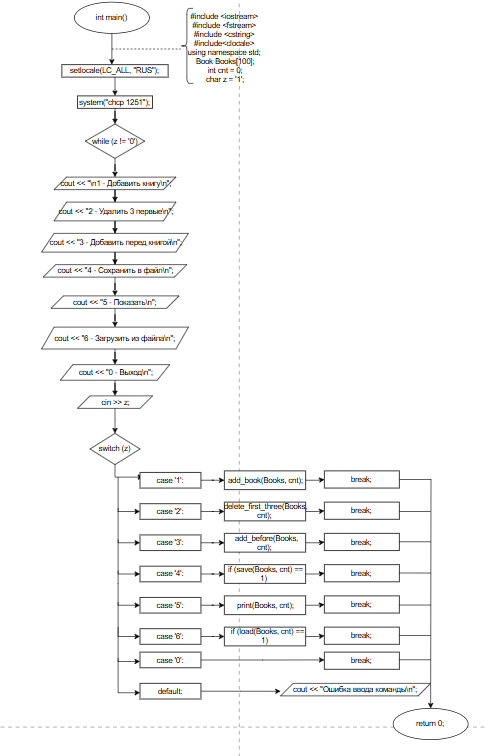 int main()
#include <iostream>
#include <fstream>
#include <cstring>
#include<clocale>
using namespace std;
Book Books[100];
int cnt = 0;
char z = '1';
setlocale(LC_ALL, "RUS");
system("chcp 1251");
while (z != '0')
cout << "\n1 - Добавить книгу\n";
cout << "2 - Удалить 3 первые\n";
cout << "3 - Добавить перед книгой\n";
cout << "4 - Сохранить в файл\n";
cout << "5 - Показать\n";
cout << "6 - Загрузить из файла\n";
cout << "0 - Выход\n";
cin >> z;
switch (z)
case '1':
add_book(Books, cnt);
break;
case '2':
delete_first_three(Books,
cnt);
break;
case '3':
add_before(Books,
cnt);
break;
case '4':
if (save(Books, cnt) ==
1)
break;
case '5':
print(Books, cnt);
break;
case '6':
if (load(Books, cnt) ==
1)
break;
case '0':
break;
default:
cout << "Ошибка ввода команды\n";
return 0;